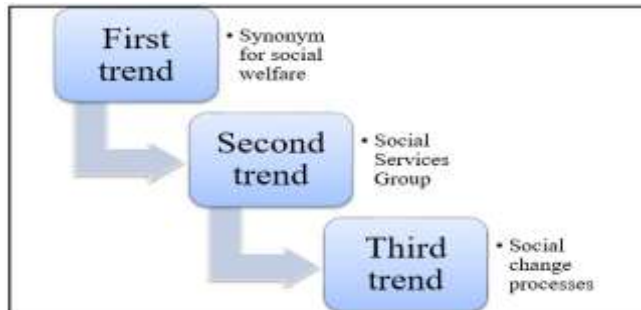 First
trend
• Synonym
for social
welfare
Second
trend
• Social
Services
Group
Third
trend
• Social
change
processes